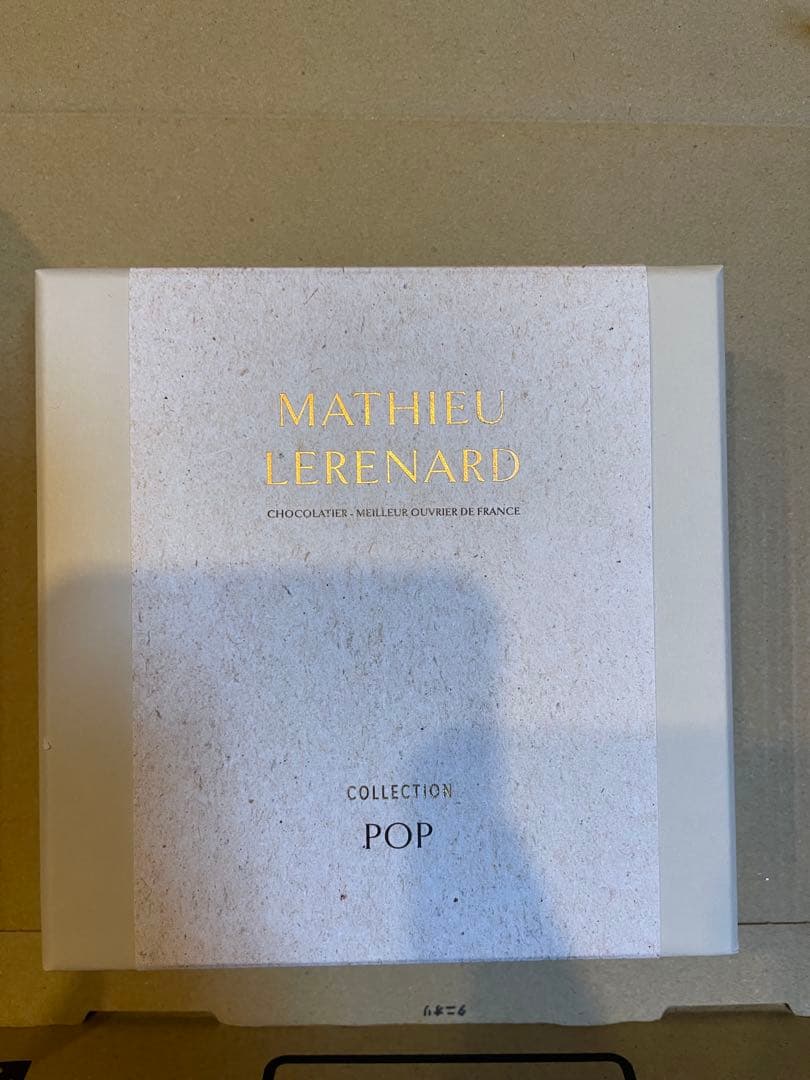 MATHIEU
LERENARD
CHOCOLATIER - MEILLEUR OUVRIER DE FRANCE
COLLECTION
POP